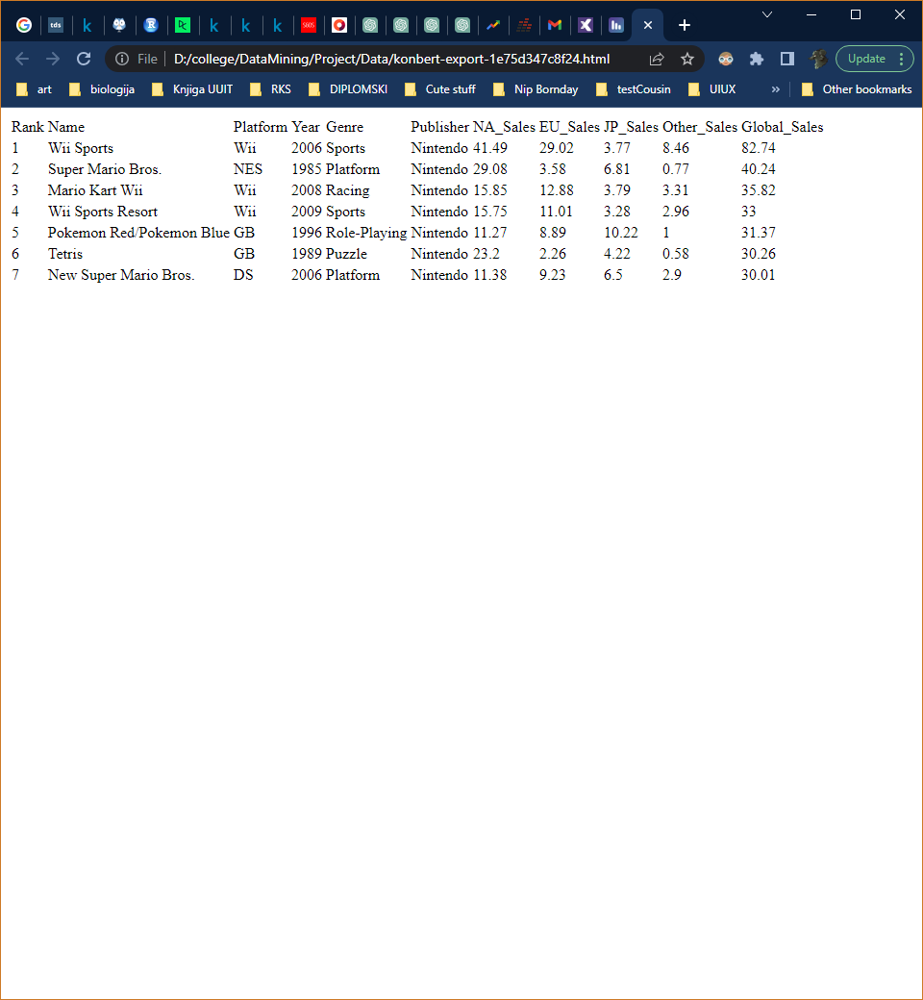 tds k k k k S60S
File D:/college/DataMining/Project/Data/konbert-export-1e75d347c8f24.html Update
art biologija Knjiga UUIT RKS DIPLOMSKI Cute stuff Nip Bornday testCousin UIUX » Other bookmarks
Rank Name Platform Year Genre Publisher NA_Sales EU_Sales JP_Sales Other_Sales Global_Sales
1 Wii Sports Wii 2006 Sports Nintendo 41.49 29.02 3.77 8.46 82.74
2 Super Mario Bros. NES 1985 Platform Nintendo 29.08 3.58 6.81 0.77 40.24
3 Mario Kart Wii Wii 2008 Racing Nintendo 15.85 12.88 3.79 3.31 35.82
4 Wii Sports Resort Wii 2009 Sports Nintendo 15.75 11.01 3.28 2.96 33
5 Pokemon Red/Pokemon Blue GB 1996 Role-Playing Nintendo 11.27 8.89 10.22 1 31.37
6 Tetris GB 1989 Puzzle Nintendo 23.2 2.26 4.22 0.58 30.26
7 New Super Mario Bros. DS 2006 Platform Nintendo 11.38 9.23 6.5 2.9 30.01